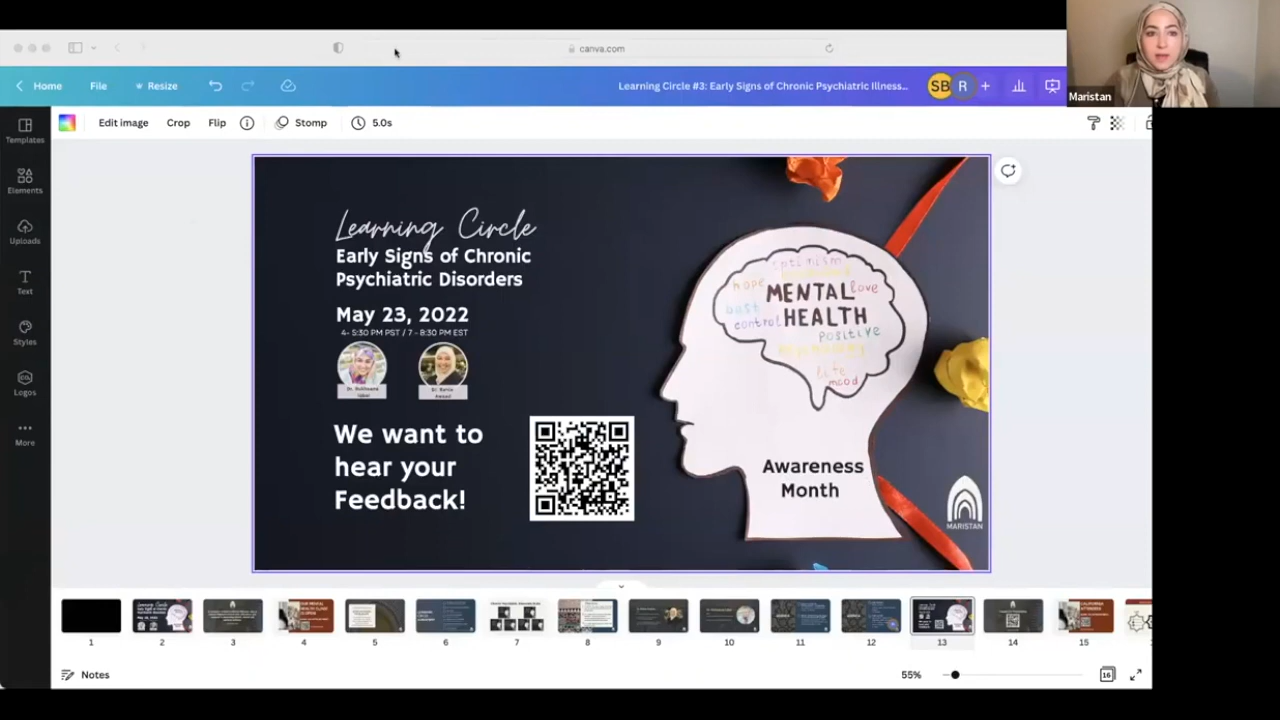 canva.com
Maristan
Home
File
Resize
Learning Circle #3: Early Signs of Chronic Psychiatric Illness...
SB
R
+
Edit image
Crop
Flip
Stomp
5.0s
Templates
Elements
Uploads
Text
Styles
Logos
More
Learning Circle
Early Signs of Chronic
Psychiatric Disorders
May 23, 2022
4- 5:30 PM PST / 7 - 8:30 PM EST
We want to
hear your
Feedback!
optimism
hope
MENTAL
love
control
HEALTH
positive
life
mood
Awareness
Month
MARISTAN
1
2
3
4
5
6
7
8
9
10
11
12
13
14
15
Notes
55%
16